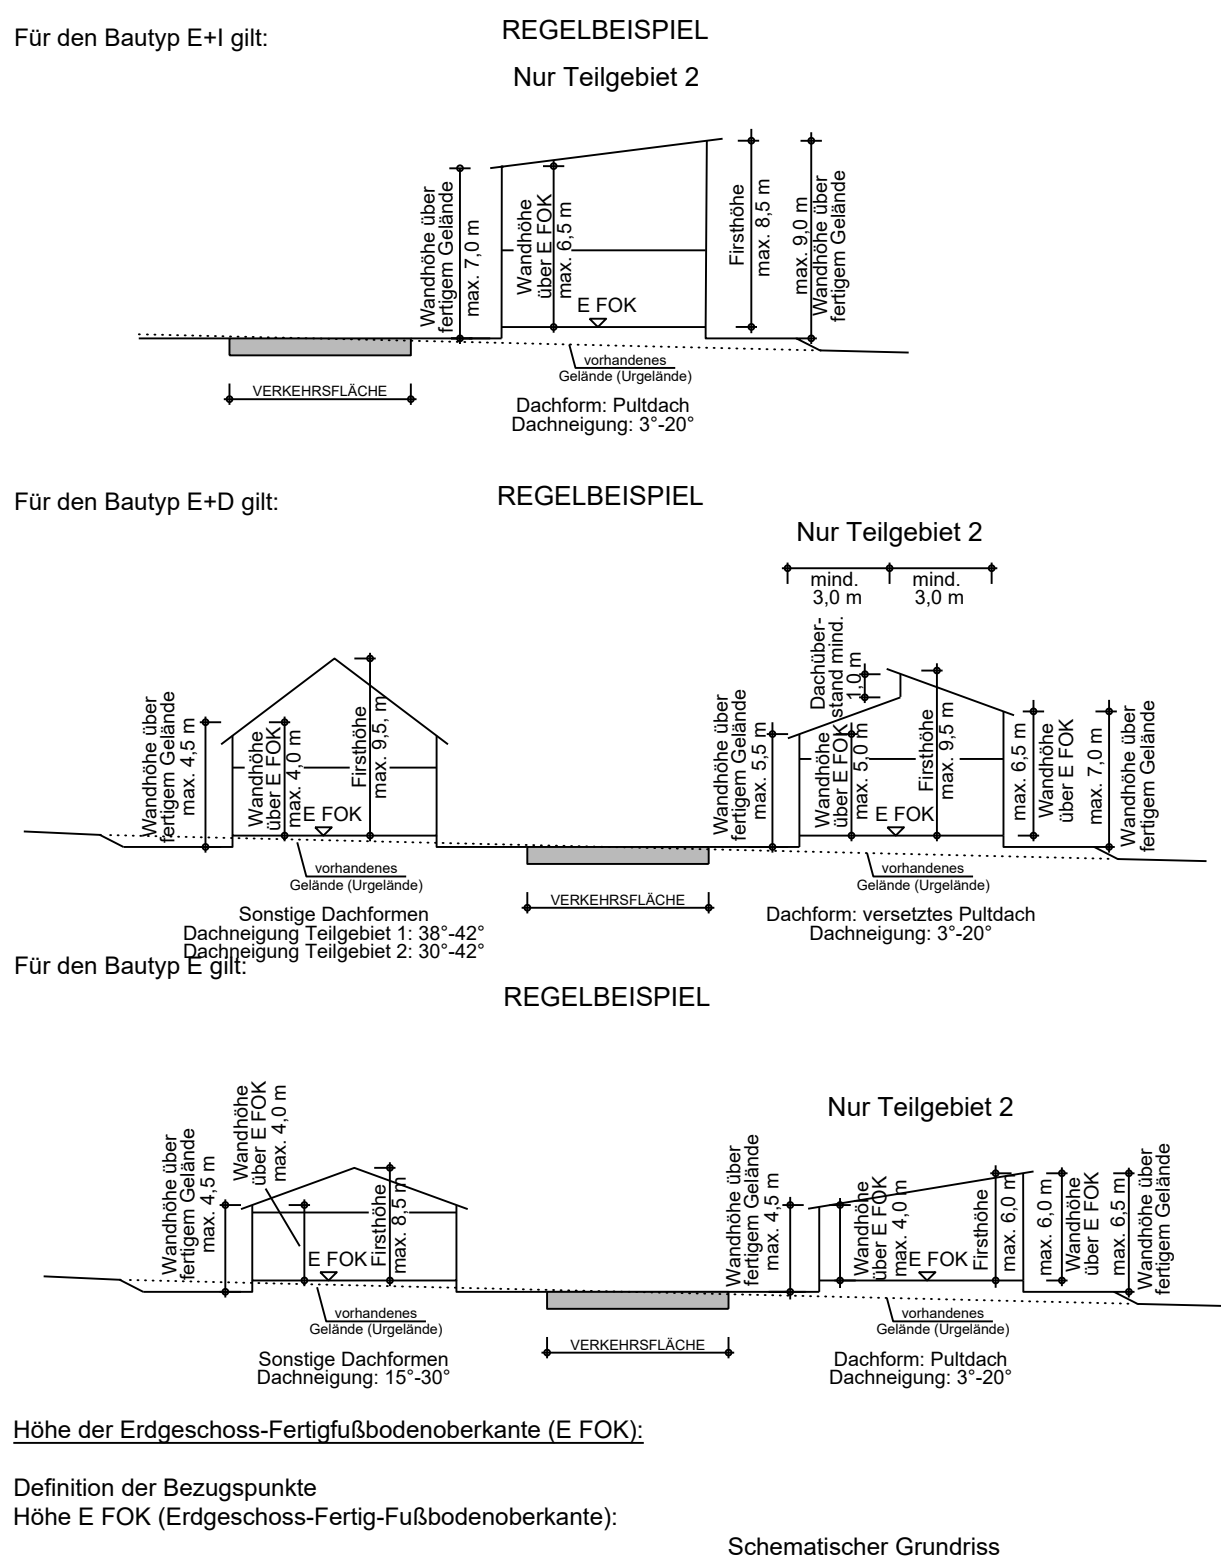 Für den Bautyp E+I gilt:
REGELBEISPIEL
Nur Teilgebiet 2
Wandhöhe über
fertigem Gelände
max. 7,0 m
Wandhöhe
über E FOK
max. 6,5 m
E FOK
Firsthöhe
max. 8,5 m
max. 9,0 m
Wandhöhe über
fertigem Gelände
vorhandenes
Gelände (Urgelände)
VERKEHRSFLÄCHE
Dachform: Pultdach
Dachneigung: 3°-20°
Für den Bautyp E+D gilt:
REGELBEISPIEL
Nur Teilgebiet 2
mind.
3,0 m
mind.
3,0 m
Wandhöhe über
fertigem Gelände
max. 4,5 m
Wandhöhe
über E FOK
max. 4,0 m
E FOK
Firsthöhe
max. 9,5, m
Wandhöhe über
fertigem Gelände
max. 5,5 m
Dachüber-
stand mind.
1,0 m
Wandhöhe
über E FOK
max. 5,0 m
E FOK
Firsthöhe
max. 9,5 m
max. 6,5 m
Wandhöhe
über E FOK
max. 7,0 m
Wandhöhe über
fertigem Gelände
vorhandenes
Gelände (Urgelände)
VERKEHRSFLÄCHE
vorhandenes
Gelände (Urgelände)
Sonstige Dachformen
Dachneigung Teilgebiet 1: 38°-42°
Dachneigung Teilgebiet 2: 30°-42°
Dachform: versetztes Pultdach
Dachneigung: 3°-20°
Für den Bautyp E gilt:
REGELBEISPIEL
Nur Teilgebiet 2
Wandhöhe über
fertigem Gelände
max. 4,5 m
Wandhöhe
über E FOK
max. 4,0 m
E FOK
Firsthöhe
max. 8,5 m
Wandhöhe über
fertigem Gelände
max. 4,5 m
Wandhöhe
über E FOK
max. 4,0 m
E FOK
Firsthöhe
max. 6,0 m
max. 6,0 m
Wandhöhe
über E FOK
max. 6,5 m
Wandhöhe über
fertigem Gelände
vorhandenes
Gelände (Urgelände)
VERKEHRSFLÄCHE
vorhandenes
Gelände (Urgelände)
Sonstige Dachformen
Dachneigung: 15°-30°
Dachform: Pultdach
Dachneigung: 3°-20°
Höhe der Erdgeschoss-Fertigfußbodenoberkante (E FOK):
Definition der Bezugspunkte
Höhe E FOK (Erdgeschoss-Fertig-Fußbodenoberkante):
Schematischer Grundriss